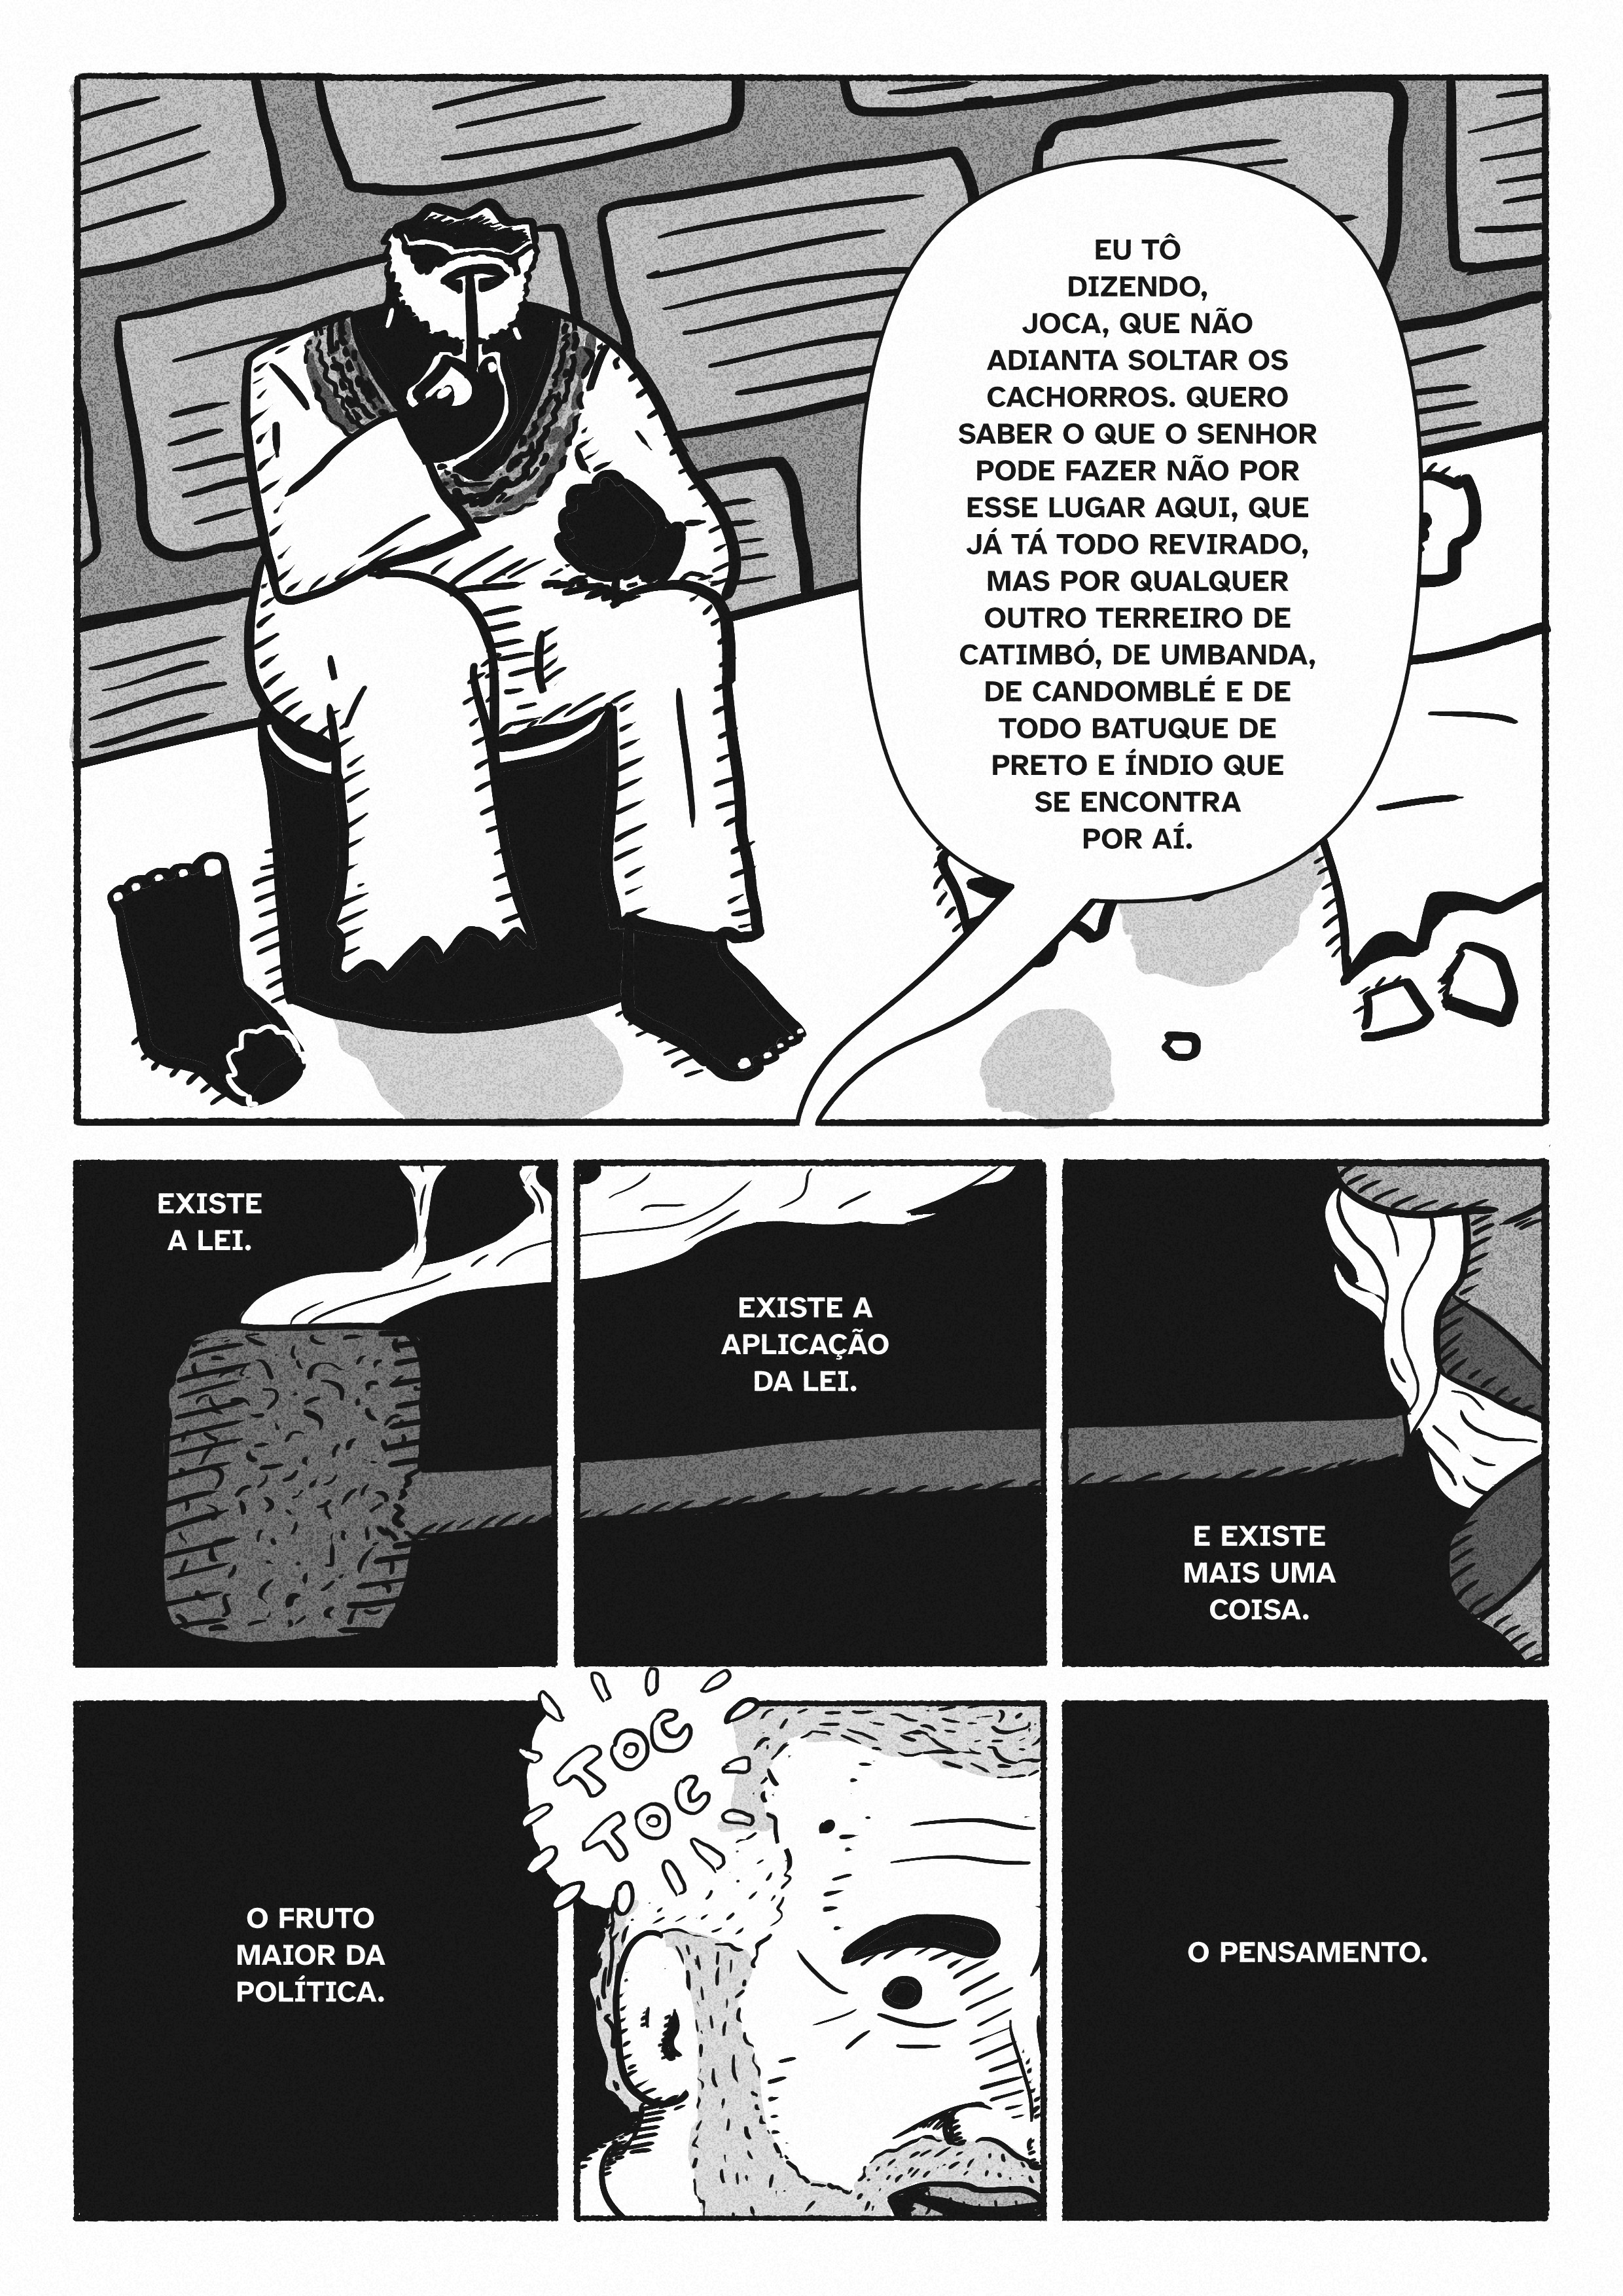 EU TÔ
DIZENDO,
JOCA, QUE NÃO
ADIANTA SOLTAR OS
CACHORROS. QUERO
SABER O QUE O SENHOR
PODE FAZER NÃO POR
ESSE LUGAR AQUI, QUE
JÁ TÁ TODO REVIRADO,
MAS POR QUALQUER
OUTRO TERREIRO DE
CATIMBÓ, DE UMBANDA,
DE CANDOMBLÉ E DE
TODO BATUQUE DE
PRETO E ÍNDIO QUE
SE ENCONTRA
POR AÍ.
EXISTE
A LEI.
EXISTE A
APLICAÇÃO
DA LEI.
E EXISTE
MAIS UMA
COISA.
O FRUTO
MAIOR DA
POLÍTICA.
TOC
TOC
O PENSAMENTO.